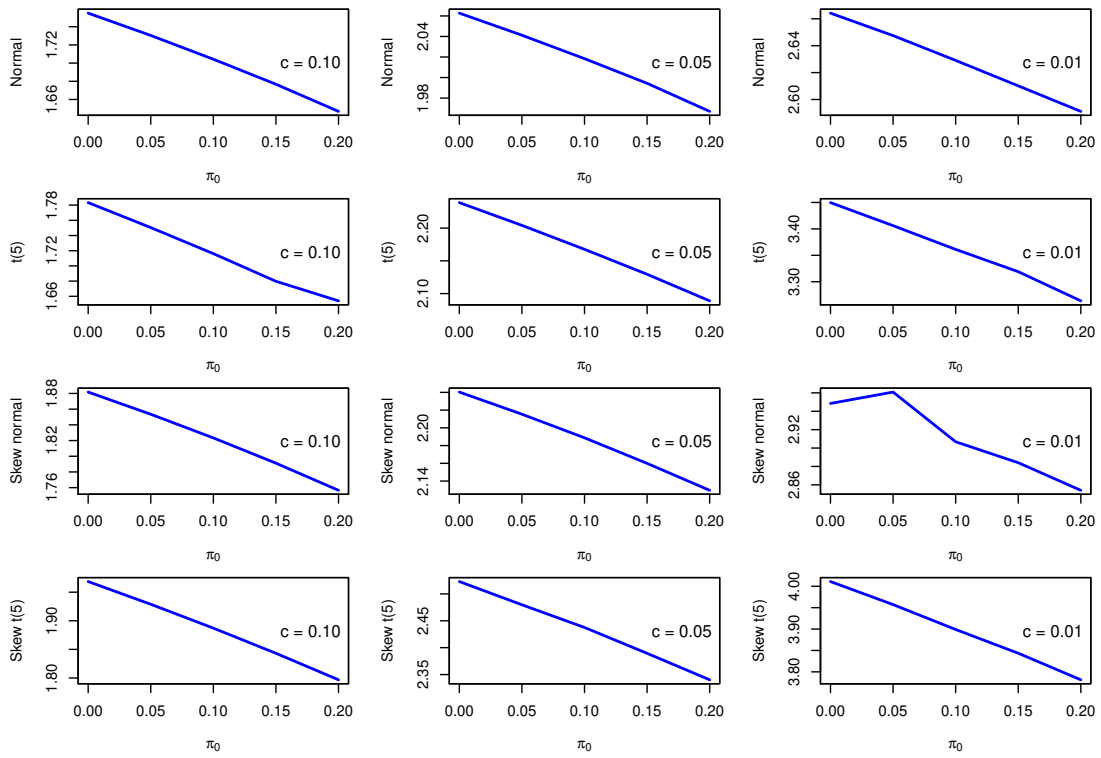 Normal
1.66 1.72
c = 0.10
0.00 0.05 0.10 0.15 0.20
π0
Normal
1.98 2.04
c = 0.05
0.00 0.05 0.10 0.15 0.20
π0
Normal
2.60 2.64
c = 0.01
0.00 0.05 0.10 0.15 0.20
π0
t(5)
1.66 1.72 1.78
c = 0.10
0.00 0.05 0.10 0.15 0.20
π0
t(5)
2.10 2.20
c = 0.05
0.00 0.05 0.10 0.15 0.20
π0
t(5)
3.30 3.40
c = 0.01
0.00 0.05 0.10 0.15 0.20
π0
Skew normal
1.76 1.82 1.88
c = 0.10
0.00 0.05 0.10 0.15 0.20
π0
Skew normal
2.14 2.20
c = 0.05
0.00 0.05 0.10 0.15 0.20
π0
Skew normal
2.86 2.92
c = 0.01
0.00 0.05 0.10 0.15 0.20
π0
Skew t(5)
1.80 1.90
c = 0.10
0.00 0.05 0.10 0.15 0.20
π0
Skew t(5)
2.35 2.45
c = 0.05
0.00 0.05 0.10 0.15 0.20
π0
Skew t(5)
3.80 3.90 4.00
c = 0.01
0.00 0.05 0.10 0.15 0.20
π0